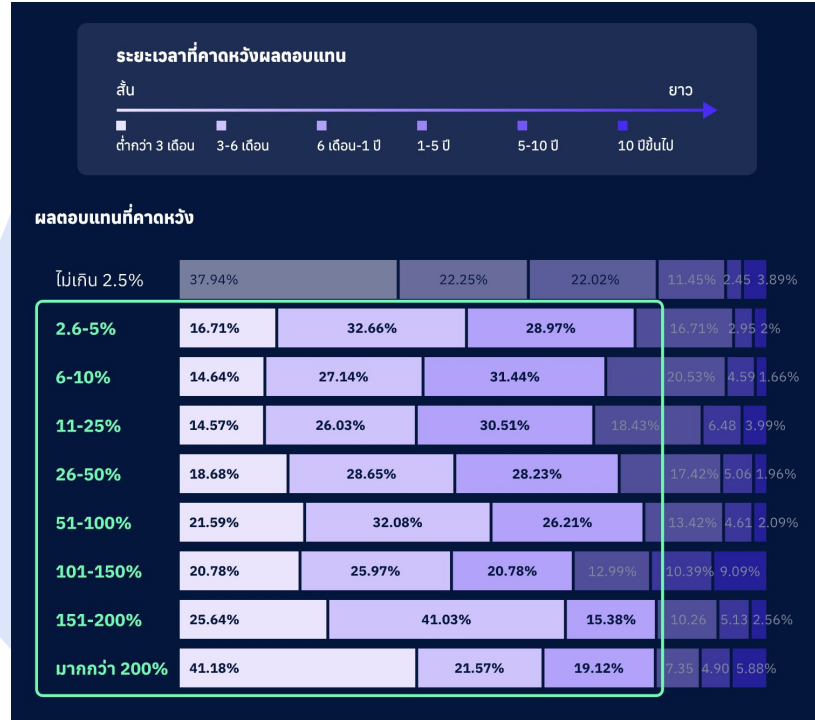 ระยะเวลาที่คาดหวังผลตอบแทน
สั้น ยาว
ต่ำกว่า 3 เดือน 3-6 เดือน 6 เดือน-1 ปี 1-5 ปี 5-10 ปี 10 ปีขึ้นไป
ผลตอบแทนที่คาดหวัง
ไม่เกิน 2.5% 37.94% 22.25% 22.02% 11.45% 2.45 3.89%
2.6-5% 16.71% 32.66% 28.97% 16.71% 2.95 2%
6-10% 14.64% 27.14% 31.44% 20.53% 4.59 1.66%
11-25% 14.57% 26.03% 30.51% 18.43% 6.48 3.99%
26-50% 18.68% 28.65% 28.23% 17.42% 5.06 1.96%
51-100% 21.59% 32.08% 26.21% 13.42% 4.61 2.09%
101-150% 20.78% 25.97% 20.78% 12.99% 10.39% 9.09%
151-200% 25.64% 41.03% 15.38% 10.26 5.13 2.56%
มากกว่า 200% 41.18% 21.57% 19.12% 7.35 4.90 5.88%